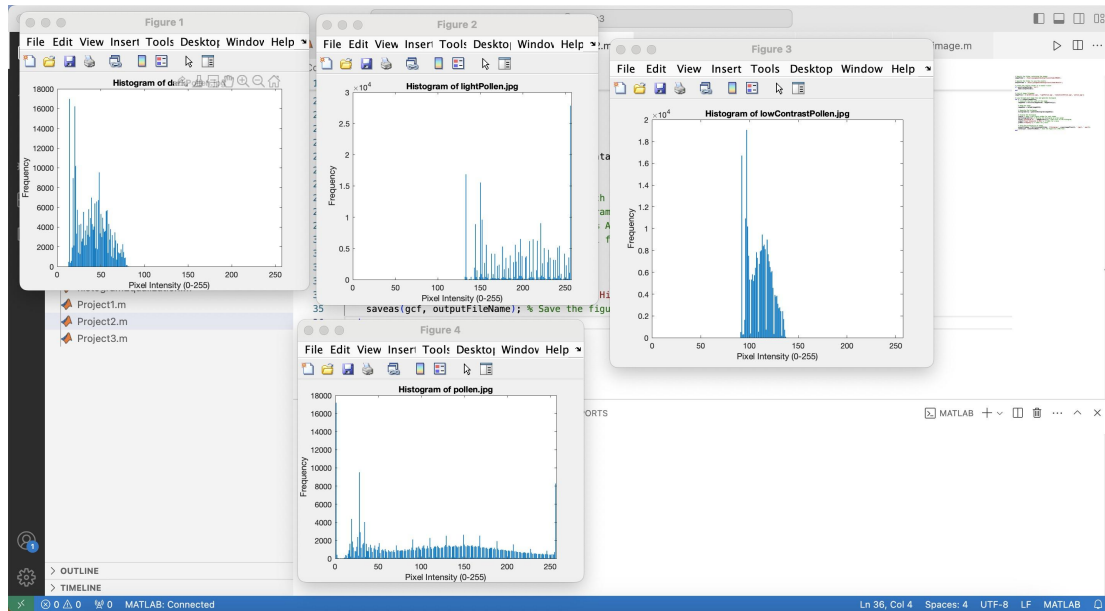 Figure 1
File Edit View Insert Tools Desktop Window Help
Histogram of
18000
16000
14000
12000
10000
8000
6000
4000
2000
0
Frequency
0 50 100 150 200 250
Pixel Intensity (0-255)
Figure 2
File Edit View Insert Tools Desktop Window Help
×10⁴
Histogram of lightPollen.jpg
3
2.5
2
1.5
1
0.5
0
Frequency
0 50 100 150 200 250
Pixel Intensity (0-255)
Figure 3
File Edit View Insert Tools Desktop Window Help
×10⁴
Histogram of lowContrastPollen.jpg
2
1.8
1.6
1.4
1.2
1
0.8
0.6
0.4
0.2
0
Frequency
0 50 100 150 200 250
Pixel Intensity (0-255)
mage.m
Project1.m
Project2.m
Project3.m
35 saveas(gcf, outputFileName); % Save the figu
Figure 4
File Edit View Insert Tools Desktop Window Help
Histogram of pollen.jpg
18000
16000
14000
12000
10000
8000
6000
4000
2000
0
Frequency
0 50 100 150 200 250
Pixel Intensity (0-255)
ORTS
MATLAB
OUTLINE
TIMELINE
1
0 0 0 MATLAB: Connected
Ln 36, Col 4 Spaces: 4 UTF-8 LF MATLAB